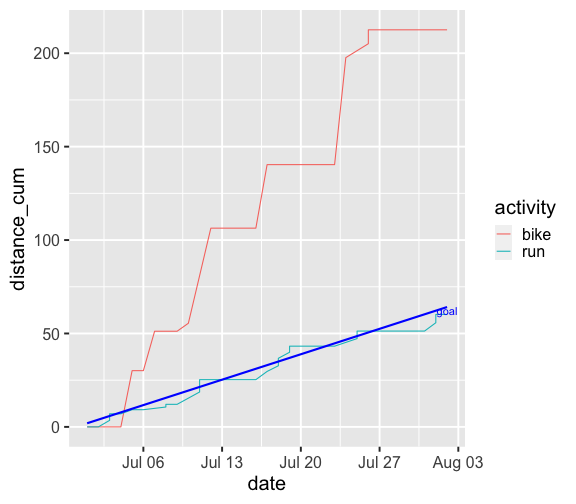 distance_cum
200
150
100
50
0
goal
Jul 06
Jul 13
Jul 20
Jul 27
Aug 03
date
activity
bike
run